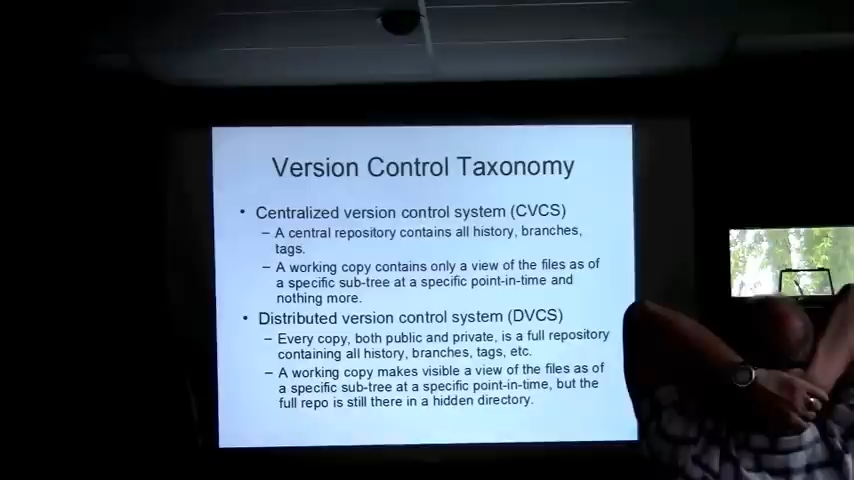 Version Control Taxonomy
• Centralized version control system (CVCS)
– A central repository contains all history, branches,
tags.
– A working copy contains only a view of the files as of
a specific sub-tree at a specific point-in-time and
nothing more.
• Distributed version control system (DVCS)
– Every copy, both public and private, is a full repository
containing all history, branches, tags, etc.
– A working copy makes visible a view of the files as of
a specific sub-tree at a specific point-in-time, but the
full repo is still there in a hidden directory.